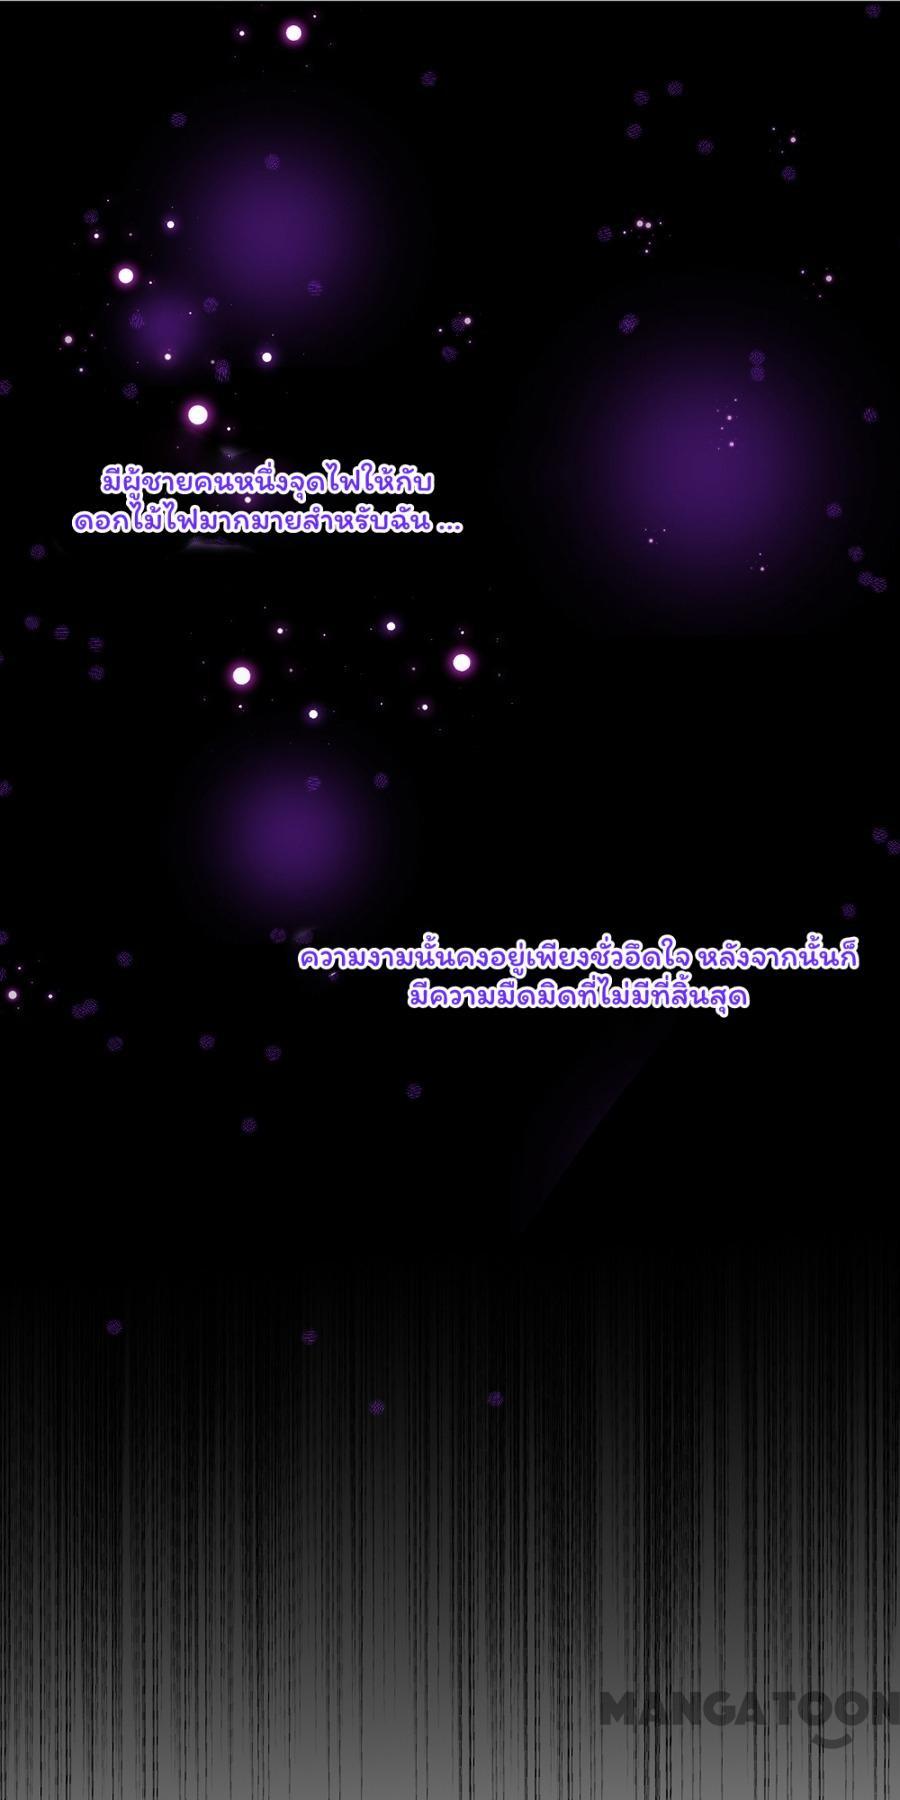 มีผู้ชายคนหนึ่งจุดไฟให้กับ
ดอกไม้ไฟมากมายสำหรับฉัน ...
ความงามนั้นคงอยู่เพียงชั่วอึดใจ หลังจากนั้นก็
มีความมืดมิดที่ไม่มีที่สิ้นสุด
MANGATOON